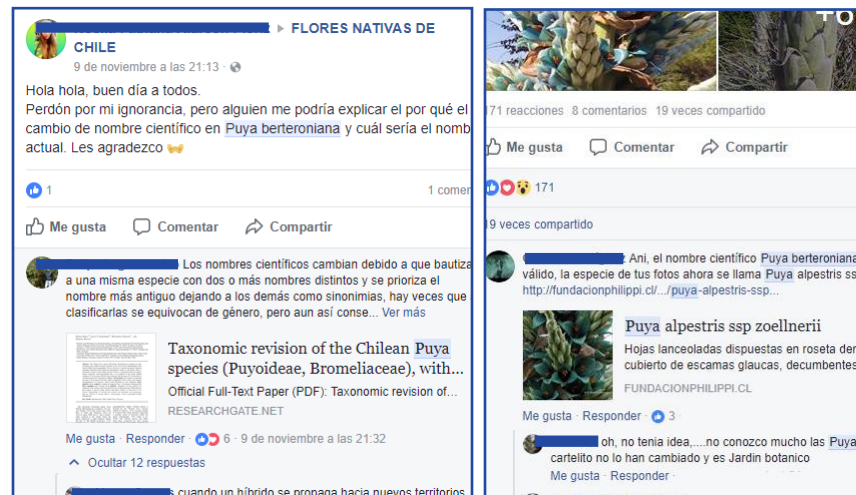 FLORES NATIVAS DE
CHILE
9 de noviembre a las 21:13 ·
Hola hola, buen día a todos.
Perdón por mi ignorancia, pero alguien me podría explicar el por qué el
cambio de nombre científico en Puya berteroniana y cuál sería el nomb
actual. Les agradezco
1
1 comer
Me gusta Comentar Compartir
Los nombres científicos cambian debido a que bautiza
a una misma especie con dos o más nombres distintos y se prioriza el
nombre más antiguo dejando a los demás como sinonimias, hay veces que
clasificarlas se equivocan de género, pero aun así conse... Ver más
Taxonomic revision of the Chilean Puya
species (Puyoideae, Bromeliaceae), with...
Official Full-Text Paper (PDF): Taxonomic revision of...
RESEARCHGATE.NET
Me gusta · Responder · 6 · 9 de noviembre a las 21:32
Ocultar 12 respuestas
cuando un híbrido se propaga hacia nuevos territorios
TO
171 reacciones 8 comentarios 19 veces compartido
Me gusta Comentar Compartir
171
19 veces compartido
Ani, el nombre científico Puya berteroniana
válido, la especie de tus fotos ahora se llama Puya alpestris ss
http://fundacionphilippi.cl/.../puya-alpestris-ssp...
Puya alpestris ssp zoellnerii
Hojas lanceoladas dispuestas en roseta der
cubierto de escamas glaucas, decumbentes
FUNDACIONPHILIPPI.CL
Me gusta · Responder · 3 ·
oh, no tenia idea,....no conozco mucho las Puya
cartelito no lo han cambiado y es Jardin botanico
Me gusta · Responder ·